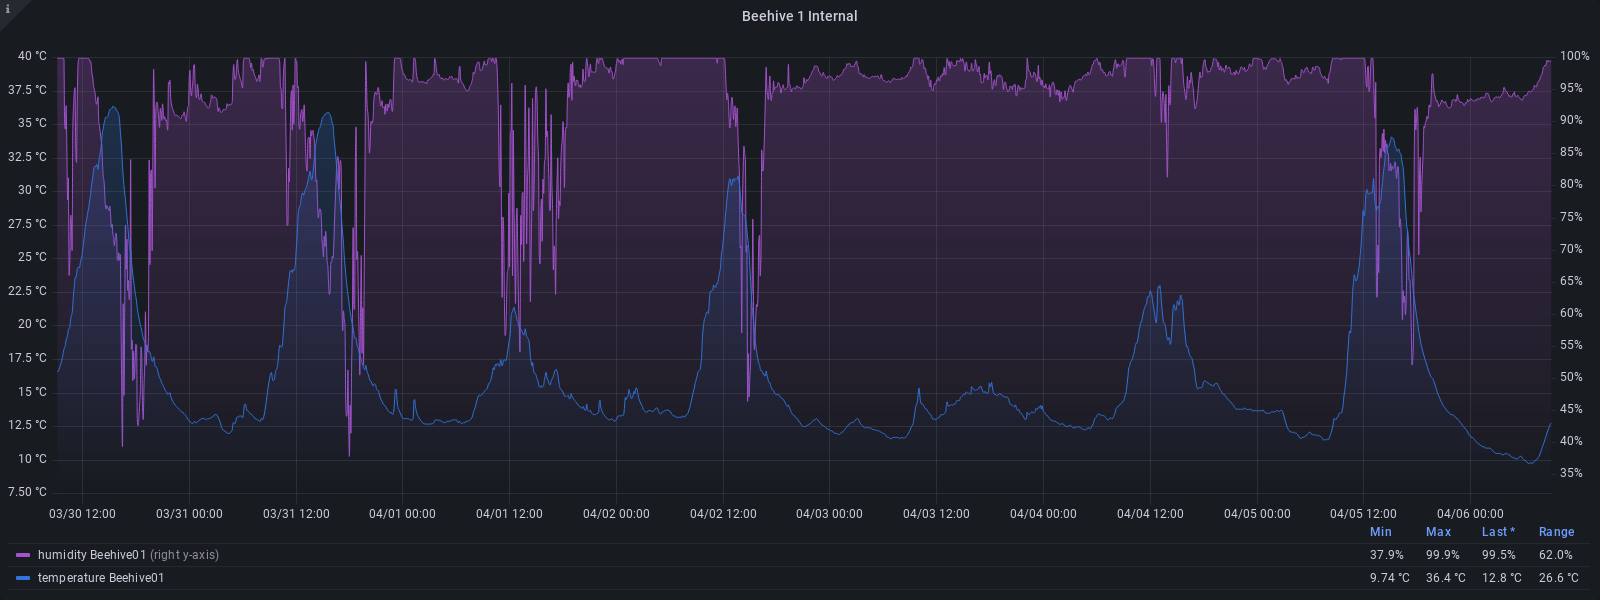 i
Beehive 1 Internal
40 °C
37.5 °C
35 °C
32.5 °C
30 °C
27.5 °C
25 °C
22.5 °C
20 °C
17.5 °C
15 °C
12.5 °C
10 °C
7.50 °C
100%
95%
90%
85%
80%
75%
70%
65%
60%
55%
50%
45%
40%
35%
03/30 12:00 03/31 00:00 03/31 12:00 04/01 00:00 04/01 12:00 04/02 00:00 04/02 12:00 04/03 00:00 04/03 12:00 04/04 00:00 04/04 12:00 04/05 00:00 04/05 12:00 04/06 00:00
Min Max Last * Range
humidity Beehive01 (right y-axis) 37.9% 99.9% 99.5% 62.0%
temperature Beehive01 9.74 °C 36.4 °C 12.8 °C 26.6 °C